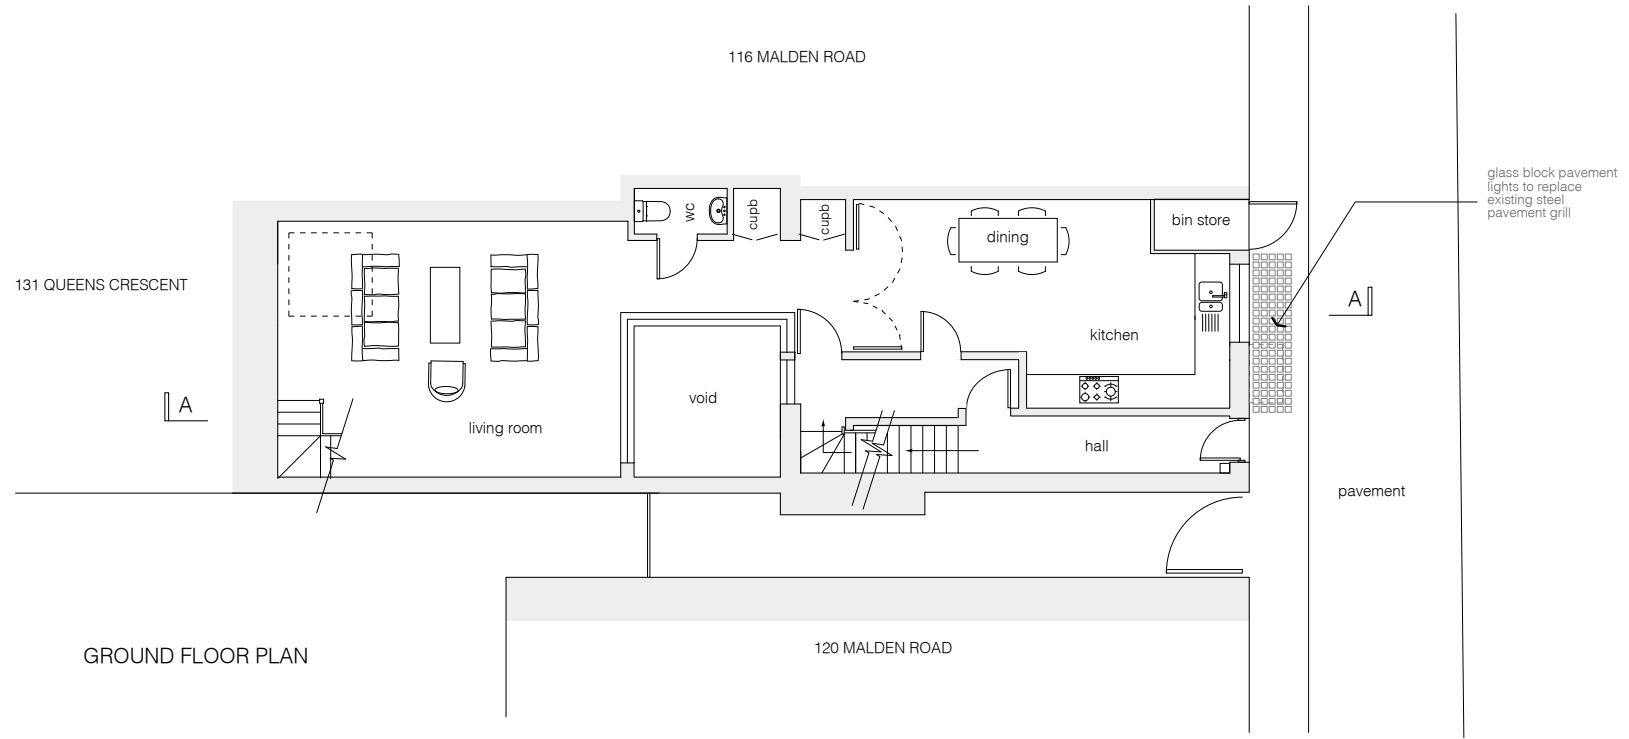 116 MALDEN ROAD
glass block pavement
lights to replace
existing steel
pavement grill
wc
cupb
cupb
bin store
dining
131 QUEENS CRESCENT
A
kitchen
void
A
living room
hall
pavement
120 MALDEN ROAD
GROUND FLOOR PLAN